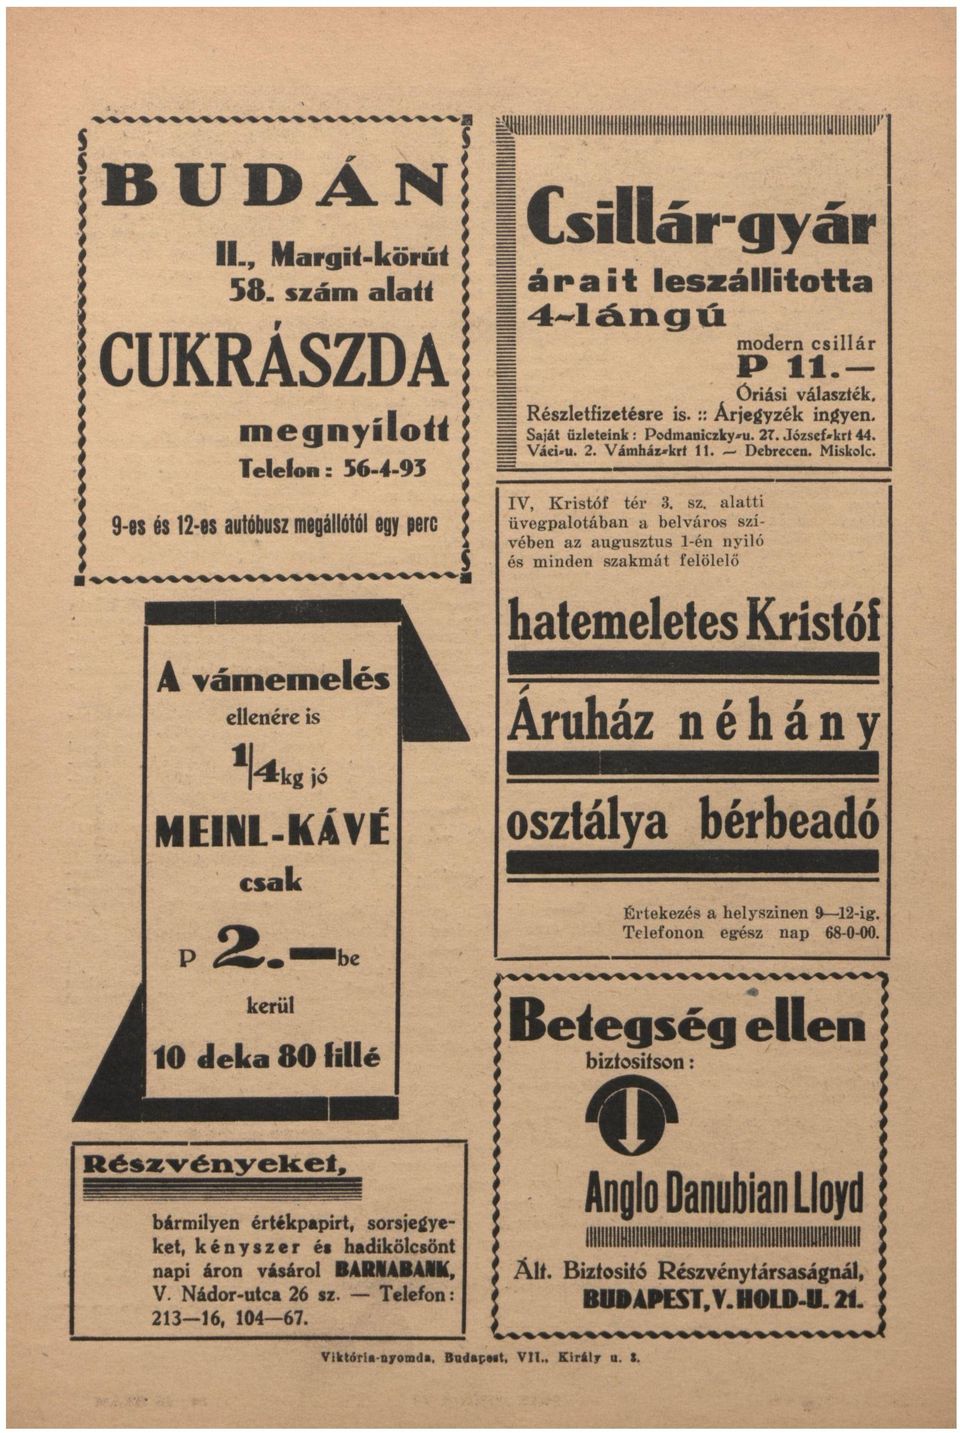 BUDÁN
II., Margit-körút
58. szám alatt
CUKRÁSZDA
megnyílott
Telefon: 56-4-93
9-es és 12-es autóbusz megállótól egy perc
Csillár-gyár
árait leszállitotta
4-lángú
modern csillár
P 11.—
Óriási választék.
Részletfizetésre is. :: Árjegyzék ingyen.
Saját üzleteink: Podmaniczky-u. 27. József-krt 44.
Váci-u. 2. Vámház-krt 11. — Debrecen. Miskolc.
IV, Kristóf tér 3. sz. alatti
üvegpalotában a belváros szí-
vében az augusztus 1-én nyiló
és minden szakmát felölelő
hatemeletes Kristóf
Áruház néhány
osztálya bérbeadó
Értekezés a helyszinen 9—12-ig.
Telefonon egész nap 68-0-00.
A vámemelés
ellenére is
1/4 kg jó
MEINL-KÁVÉ
csak
P 2.— be
kerül
10 deka 80 fillé
Betegség ellen
biztositson:
Anglo Danubian Lloyd
Ált. Biztositó Részvénytársaságnál,
BUDAPEST, V. HOLD-U. 21.
Részvényeket,
bármilyen értékpapirt, sorsjegye-
ket, kényszer és hadikölcsönt
napi áron vásárol BARNABANK,
V. Nádor-utca 26 sz. — Telefon:
213—16, 104—67.
Viktória-nyomda, Budapest, VII., Király u.